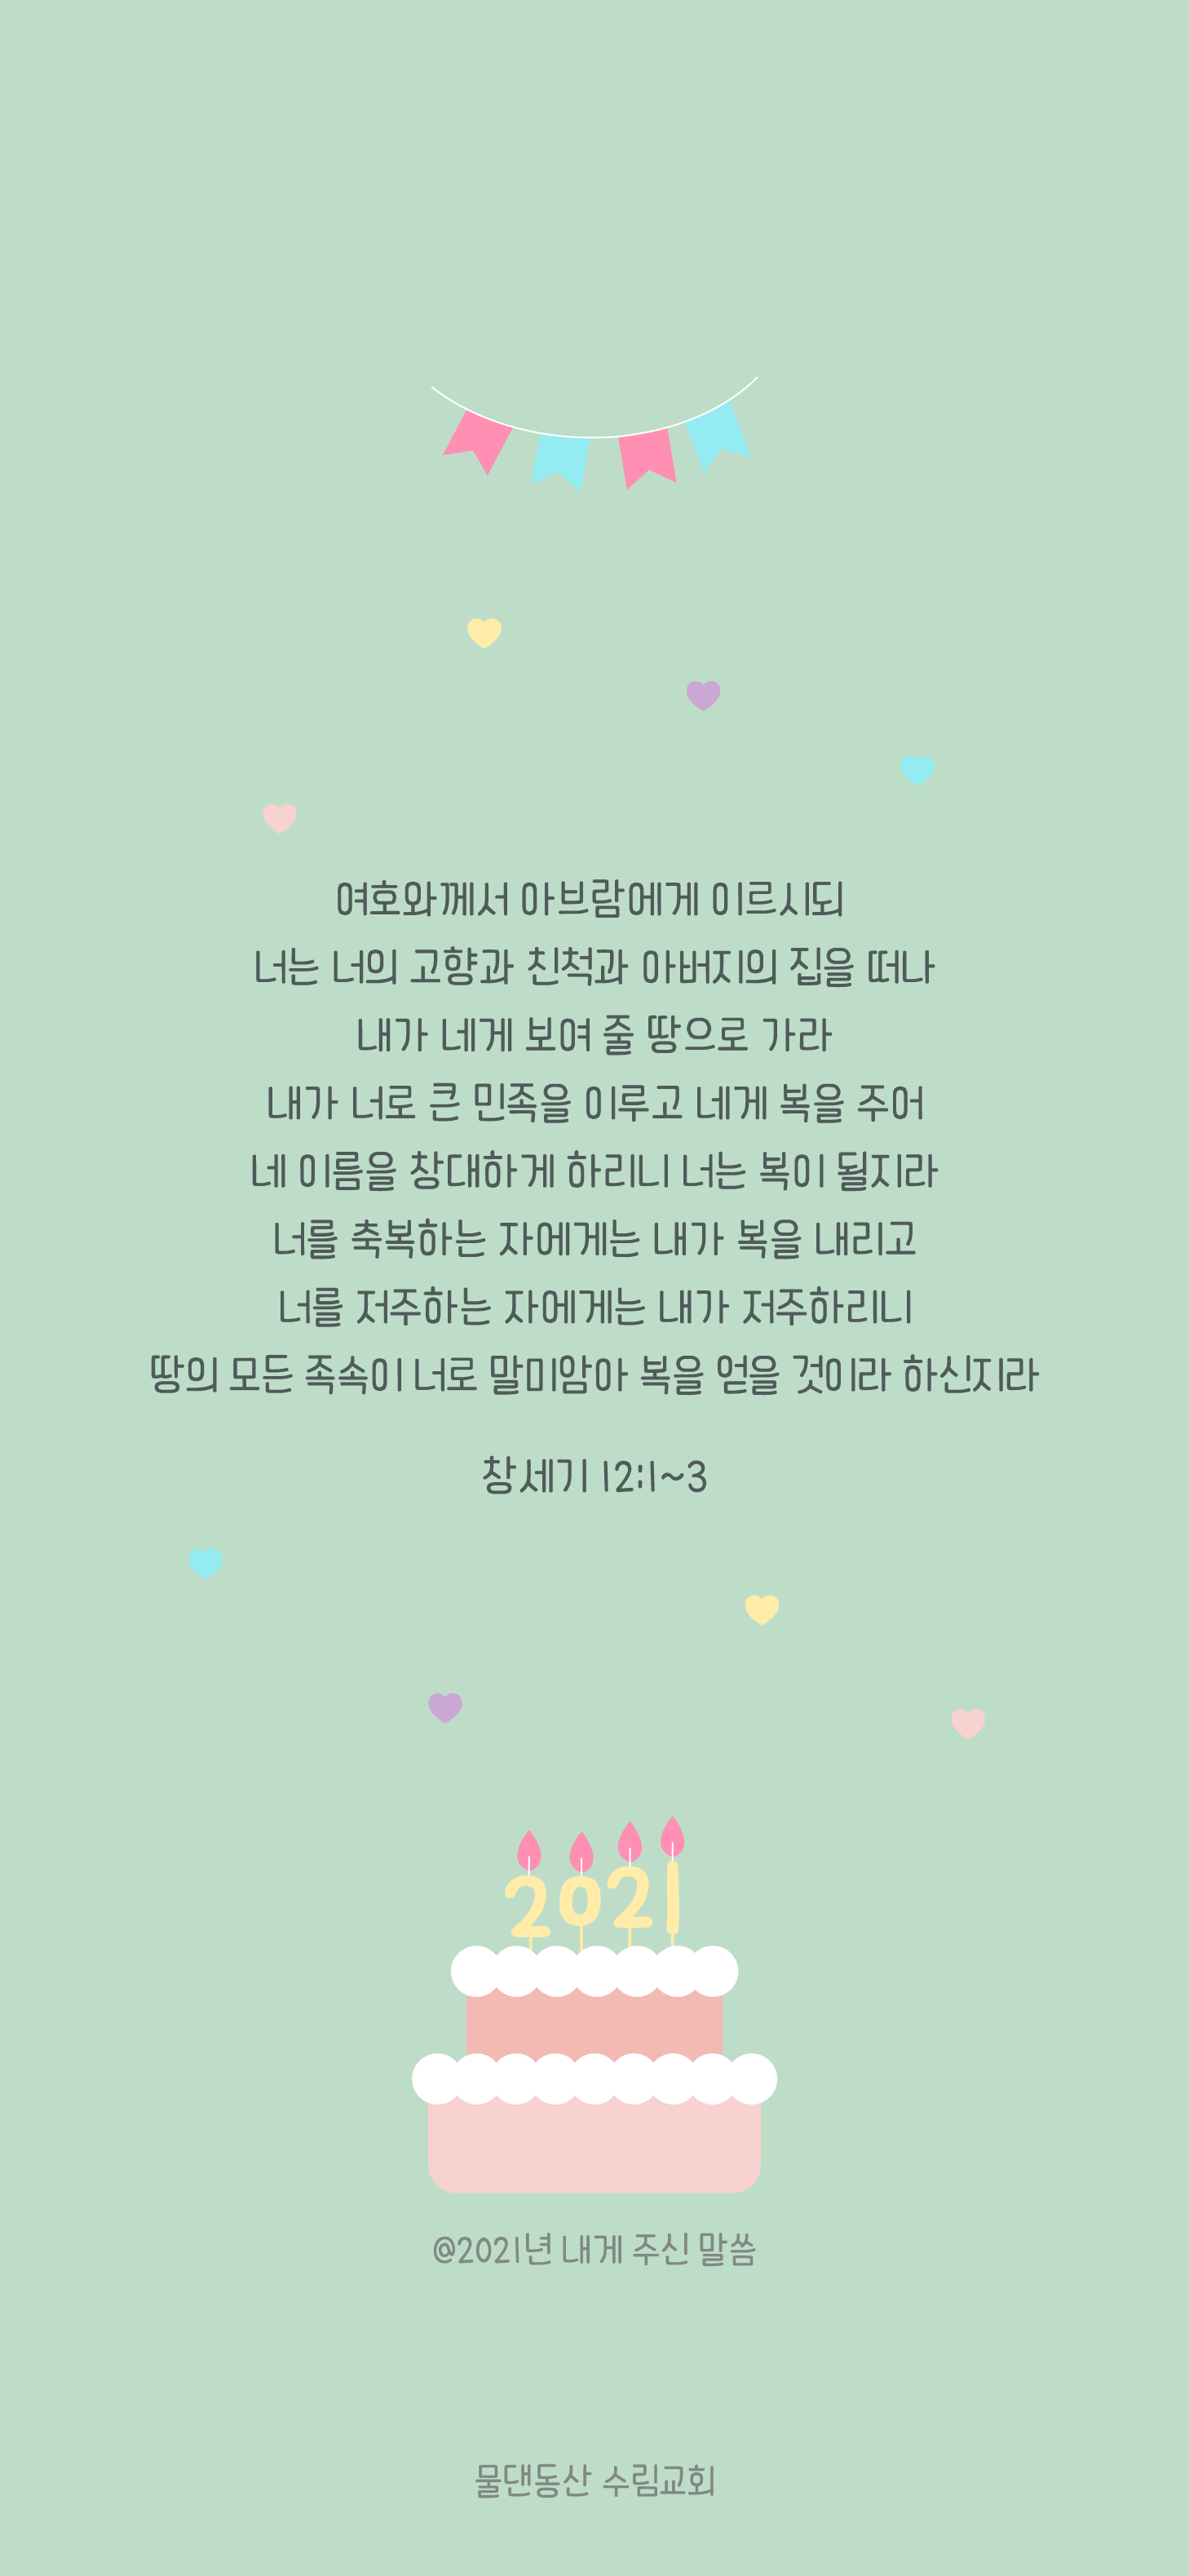 여호와께서 아브람에게 이르시되
너는 너의 고향과 친척과 아버지의 집을 떠나
내가 네게 보여 줄 땅으로 가라
내가 너로 큰 민족을 이루고 네게 복을 주어
네 이름을 창대하게 하리니 너는 복이 될지라
너를 축복하는 자에게는 내가 복을 내리고
너를 저주하는 자에게는 내가 저주하리니
땅의 모든 족속이 너로 말미암아 복을 얻을 것이라 하신지라
창세기 12:1~3
2021
@2021년 내게 주신 말씀
물댄동산 수림교회